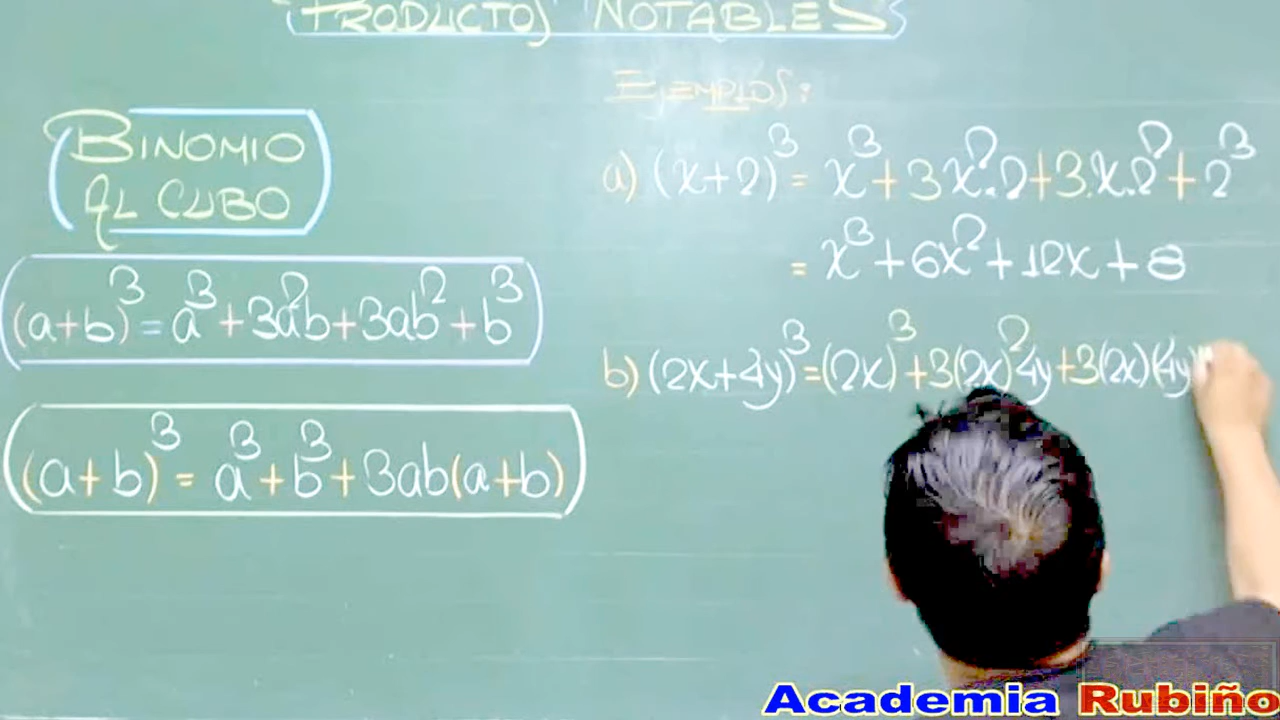 PRODUCTOS NOTABLES
BINOMIO
AL CUBO
(a+b)³=a³+3a²b+3ab²+b³
(a+b)³= a³+b³+3ab(a+b)
EJEMPLOS:
a) (x+2)³= x³+3x².2+3.x.2²+2³
= x³+6x²+12x+8
b) (2x+4y)³=(2x)³+3(2x)²4y+3(2x)(4y)
Academia Rubiño